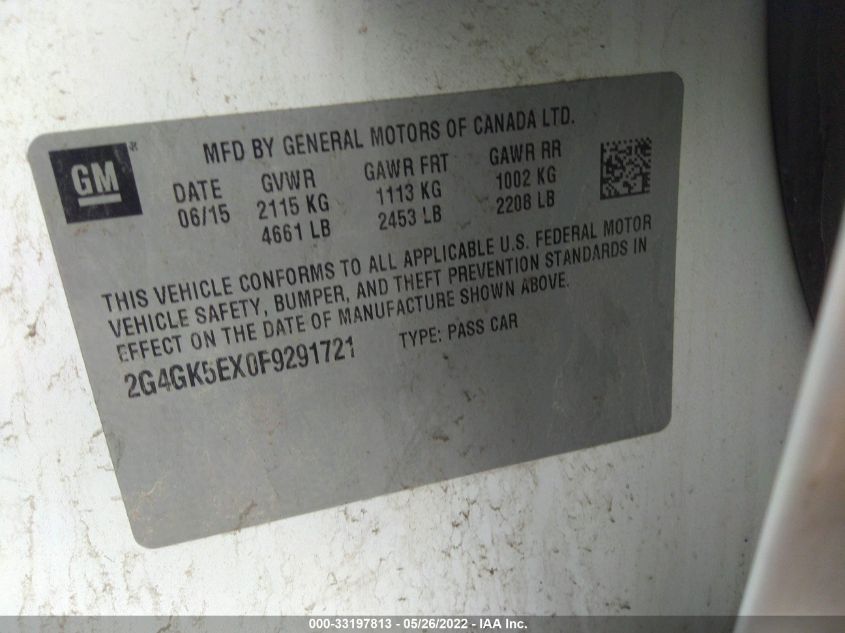 MFD BY GENERAL MOTORS OF CANADA LTD.
GM®
DATE GVWR GAWR FRT GAWR RR
06/15 2115 KG 1113 KG 1002 KG
4661 LB 2453 LB 2208 LB
THIS VEHICLE CONFORMS TO ALL APPLICABLE U.S. FEDERAL MOTOR
VEHICLE SAFETY, BUMPER, AND THEFT PREVENTION STANDARDS IN
EFFECT ON THE DATE OF MANUFACTURE SHOWN ABOVE.
2G4GK5EX0F9291721 TYPE: PASS CAR
000-33197813 - 05/26/2022 - IAA Inc.